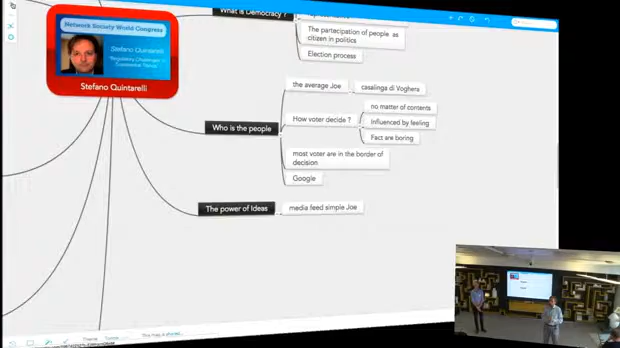 What is Democracy ?
The partecipation of people as
citizen in politics
Election process
Network Society World Congress
Stefano Quintarelli
Stefano Quintarelli
the average Joe
casalinga di Voghera
no matter of contents
How voter decide ?
Influenced by feeling
Who is the people
Fact are boring
most voter are in the border of
decision
Google
The power of Ideas
media feed simple Joe